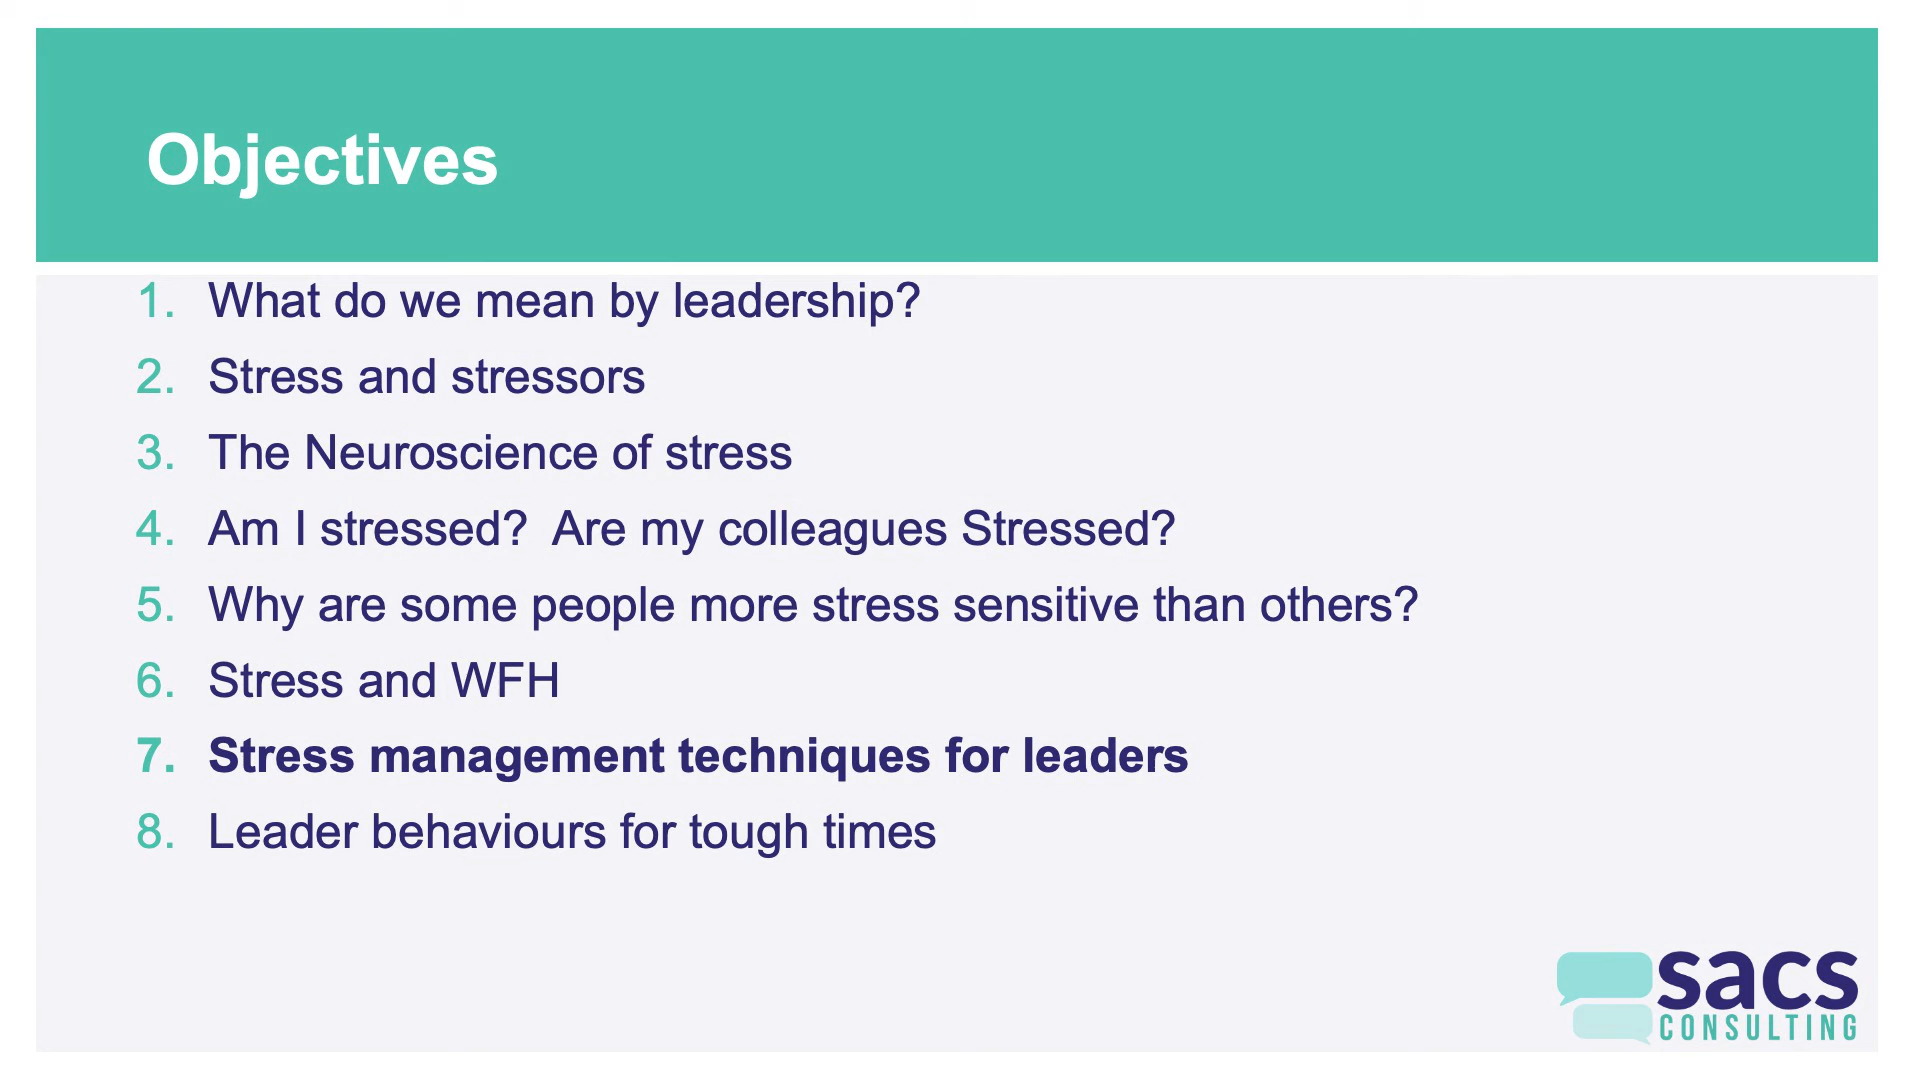 Objectives
1. What do we mean by leadership?
2. Stress and stressors
3. The Neuroscience of stress
4. Am I stressed?  Are my colleagues Stressed?
5. Why are some people more stress sensitive than others?
6. Stress and WFH
7. Stress management techniques for leaders
8. Leader behaviours for tough times
sacs
CONSULTING